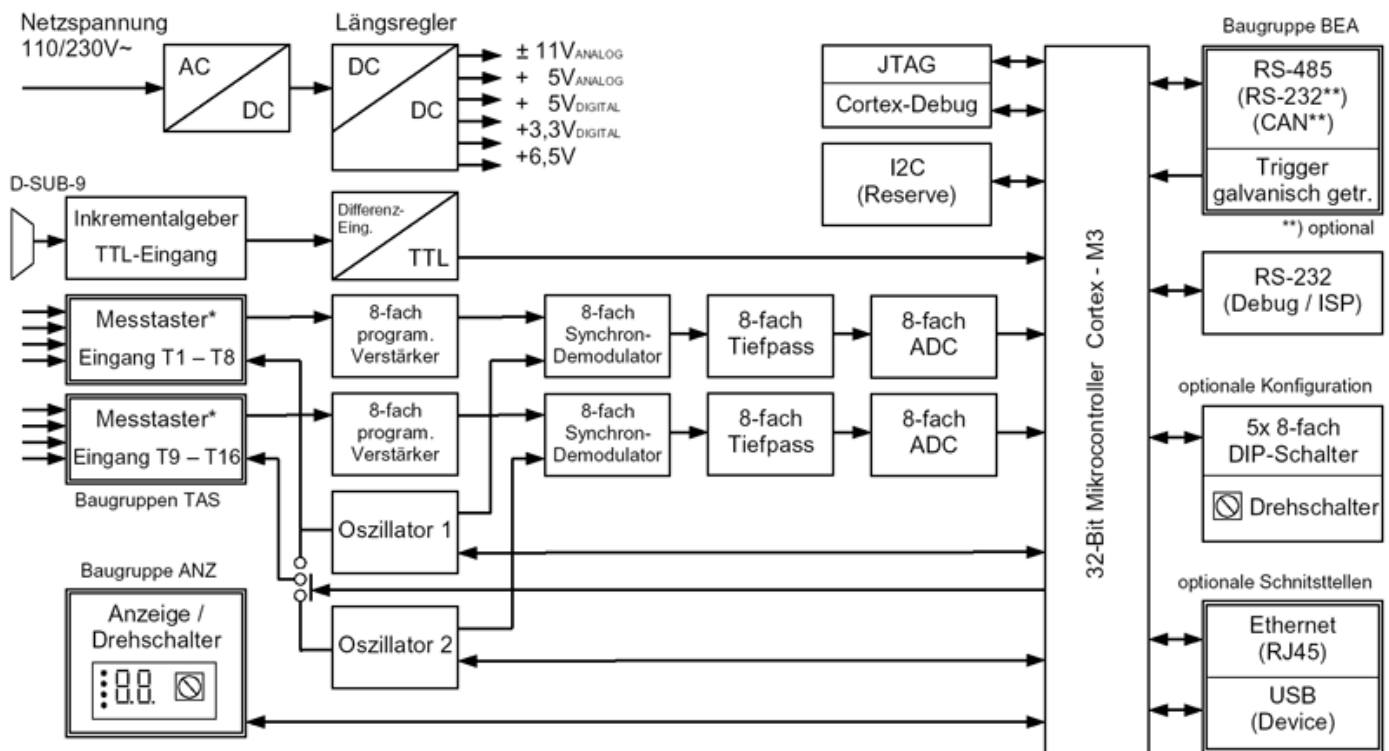 Netzspannung
110/230V~
AC
DC
Längsregler
DC
DC
± 11VANALOG
+ 5VANALOG
+ 5VDIGITAL
+3,3VDIGITAL
+6,5V
JTAG
Cortex-Debug
I2C
(Reserve)
32-Bit Mikrocontroller Cortex - M3
Baugruppe BEA
RS-485
(RS-232**)
(CAN**)
Trigger
galvanisch getr.
**) optional
RS-232
(Debug / ISP)
optionale Konfiguration
5x 8-fach
DIP-Schalter
Drehschalter
optionale Schnitsttellen
Ethernet
(RJ45)
USB
(Device)
D-SUB-9
Inkrementalgeber
TTL-Eingang
Differenz-
Eing.
TTL
Messtaster*
Eingang T1 – T8
8-fach
program.
Verstärker
8-fach
Synchron-
Demodulator
8-fach
Tiefpass
8-fach
ADC
Messtaster*
Eingang T9 – T16
Baugruppen TAS
8-fach
program.
Verstärker
8-fach
Synchron-
Demodulator
8-fach
Tiefpass
8-fach
ADC
Oszillator 1
Oszillator 2
Baugruppe ANZ
Anzeige /
Drehschalter
8.8.